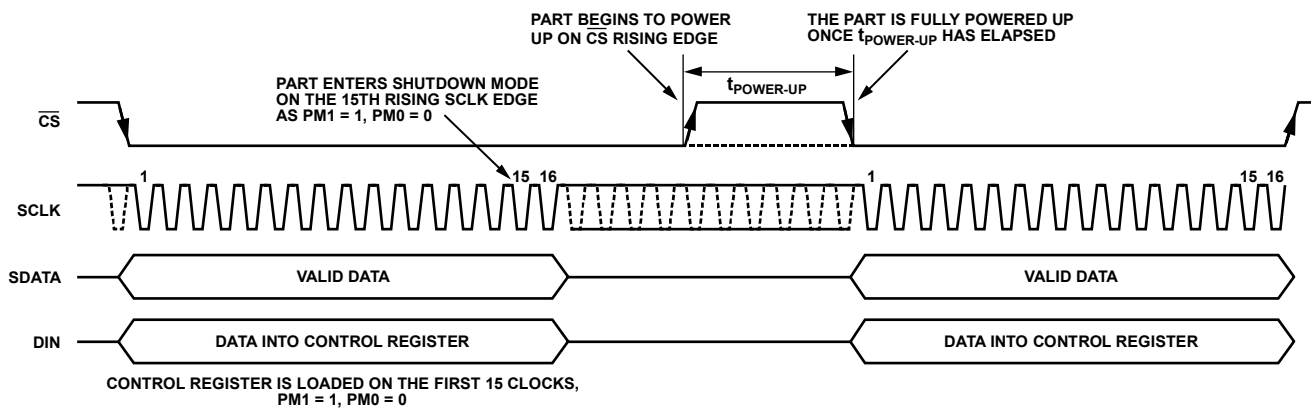 PART BEGINS TO POWER
UP ON CS RISING EDGE
THE PART IS FULLY POWERED UP
ONCE tPOWER-UP HAS ELAPSED
PART ENTERS SHUTDOWN MODE
ON THE 15TH RISING SCLK EDGE
AS PM1 = 1, PM0 = 0
tPOWER-UP
CS
1 15 16 1 15 16
SCLK
SDATA VALID DATA VALID DATA
DIN DATA INTO CONTROL REGISTER DATA INTO CONTROL REGISTER
CONTROL REGISTER IS LOADED ON THE FIRST 15 CLOCKS,
PM1 = 1, PM0 = 0